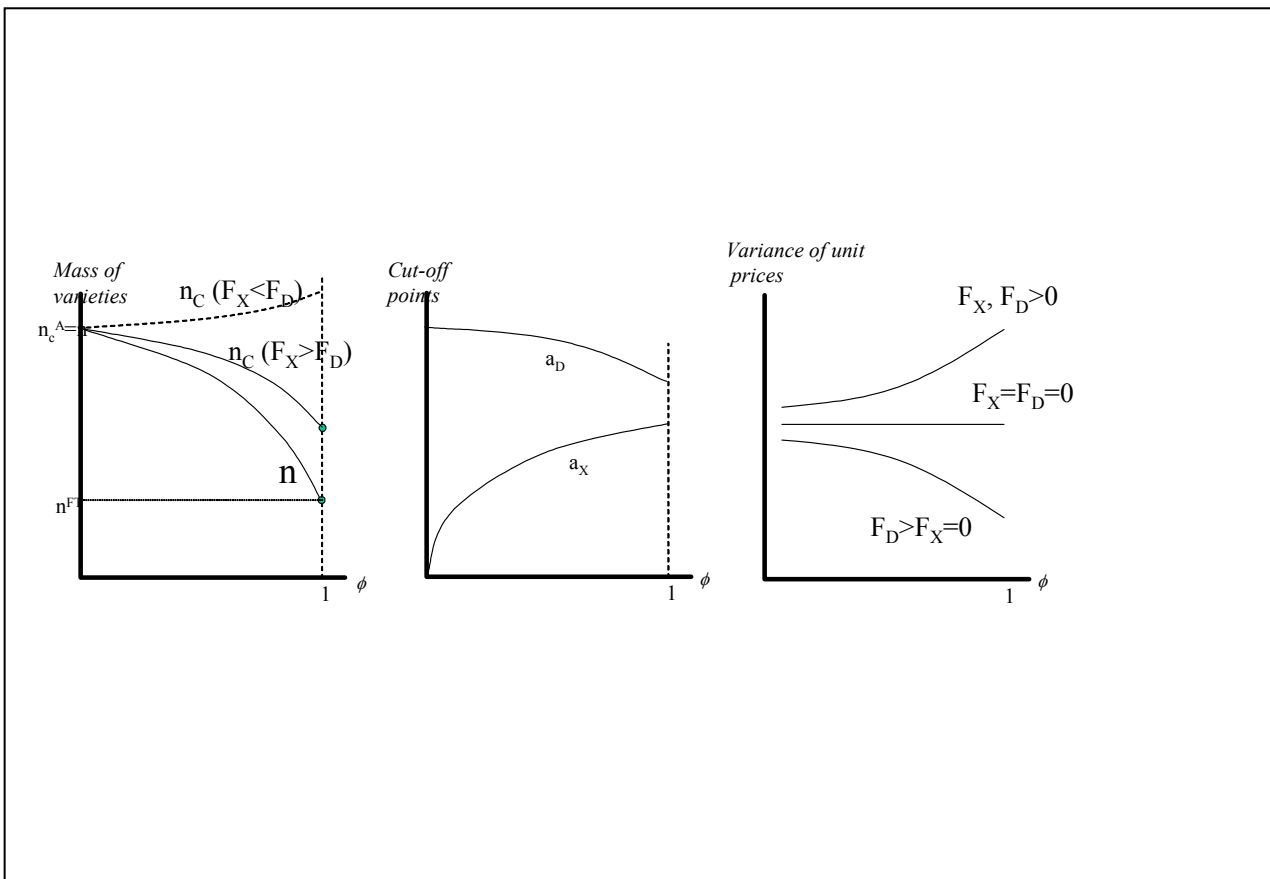 Mass of
varieties
n_C (F_X<F_D)
n_c^A=n
n_C (F_X>F_D)
n
n^FT
1
ϕ
Cut-off
points
a_D
a_X
1
ϕ
Variance of unit
prices
F_X, F_D>0
F_X=F_D=0
F_D>F_X=0
1
ϕ